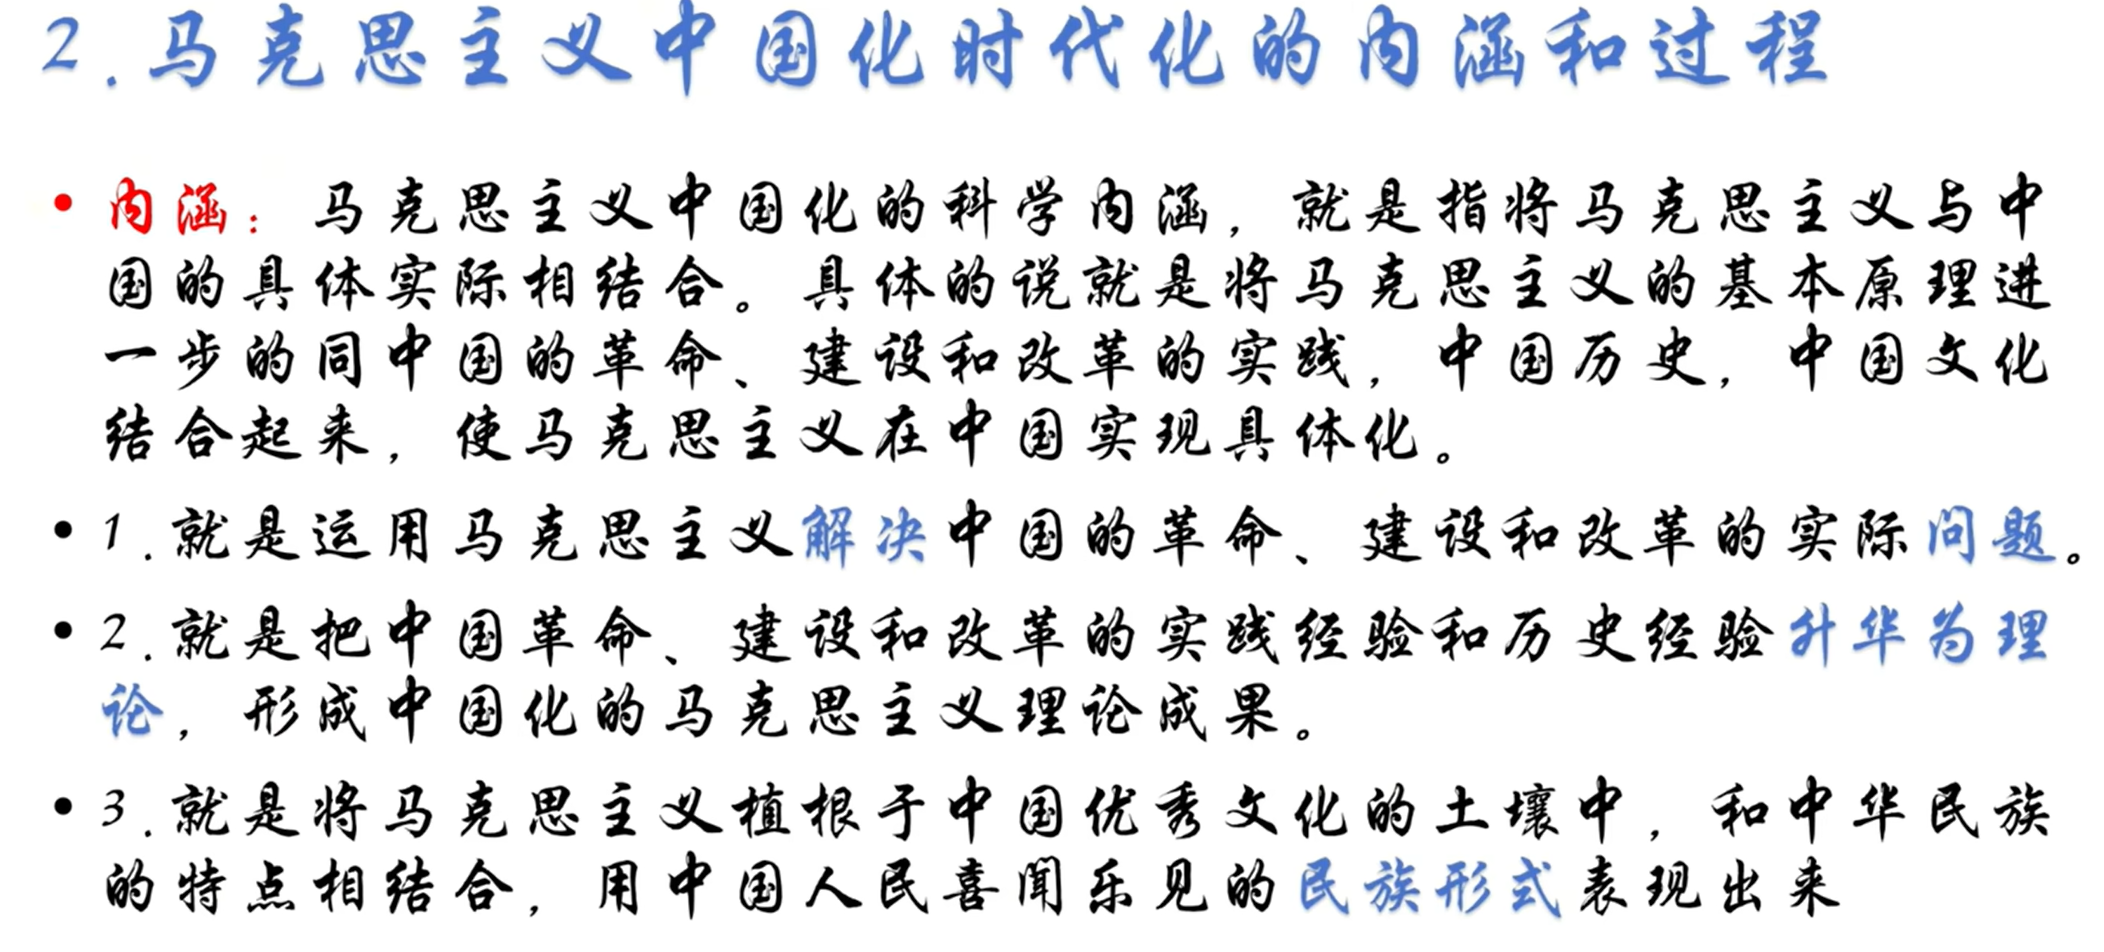 2.马克思主义中国化时代化的内涵和过程
• 内涵：马克思主义中国化的科学内涵，就是指将马克思主义与中
国的具体实际相结合。具体的说就是将马克思主义的基本原理进
一步的同中国的革命、建设和改革的实践，中国历史，中国文化
结合起来，使马克思主义在中国实现具体化。
• 1.就是运用马克思主义解决中国的革命、建设和改革的实际问题。
• 2.就是把中国革命、建设和改革的实践经验和历史经验升华为理
论，形成中国化的马克思主义理论成果。
• 3.就是将马克思主义植根于中国优秀文化的土壤中，和中华民族
的特点相结合，用中国人民喜闻乐见的民族形式表现出来